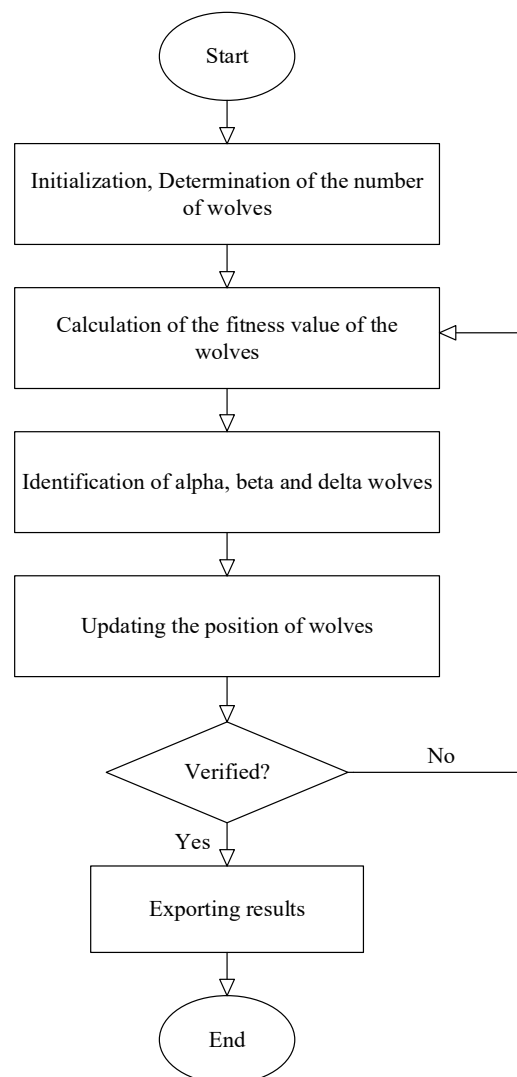 Start
Initialization, Determination of the number
of wolves
Calculation of the fitness value of the
wolves
Identification of alpha, beta and delta wolves
Updating the position of wolves
Verified?
No
Yes
Exporting results
End